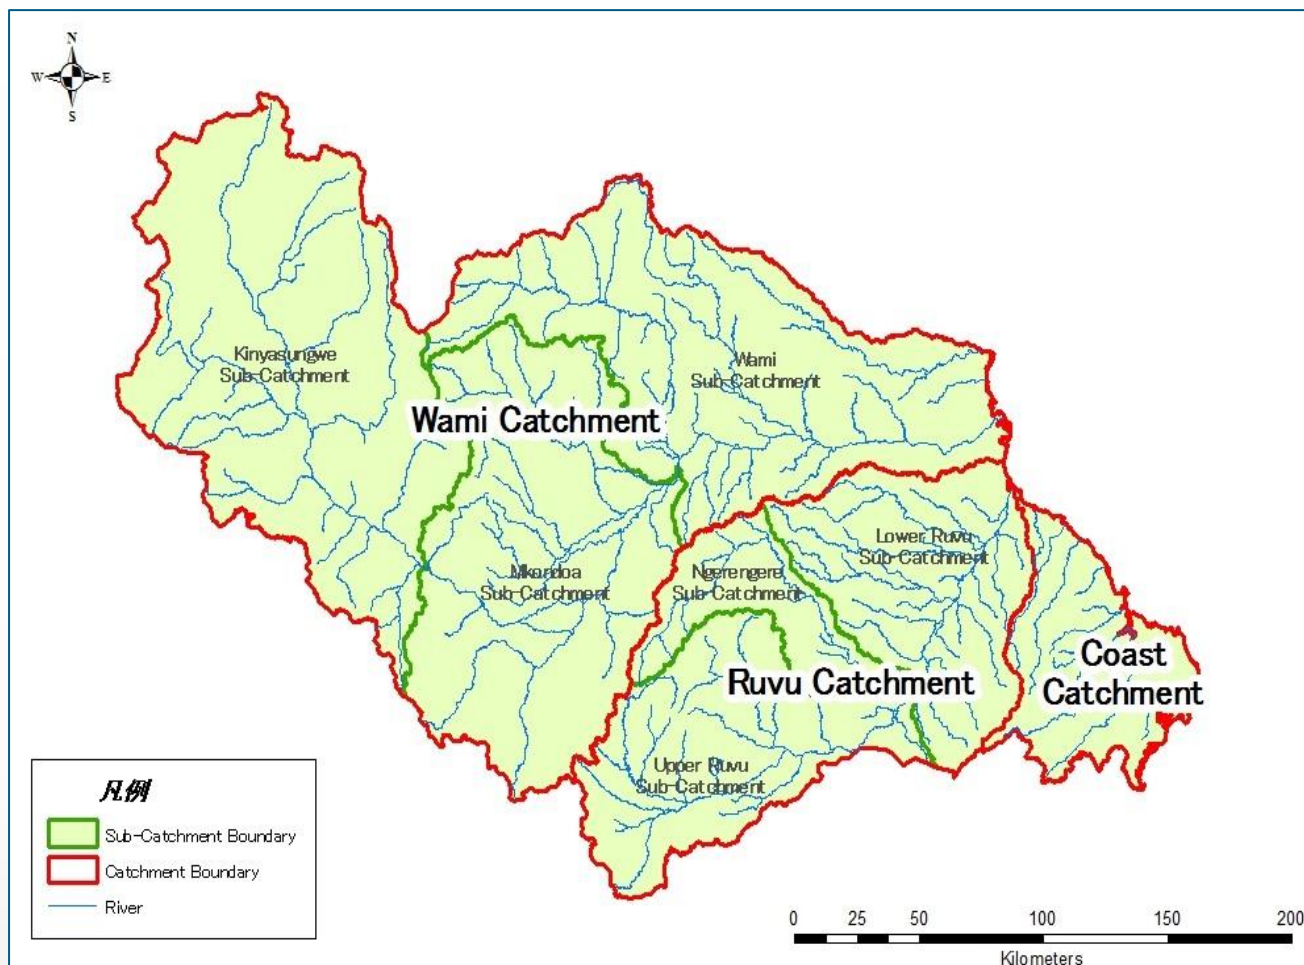 N
W E
S
Kinyasungwe
Sub-Catchment
Wami
Sub-Catchment
Wami Catchment
Lower Ruvu
Sub-Catchment
Mkondoa
Sub-Catchment
Ngerengere
Sub-Catchment
Coast
Catchment
Ruvu Catchment
Upper Ruvu
Sub-Catchment
凡例
Sub-Catchment Boundary
Catchment Boundary
River
0 25 50 100 150 200
Kilometers